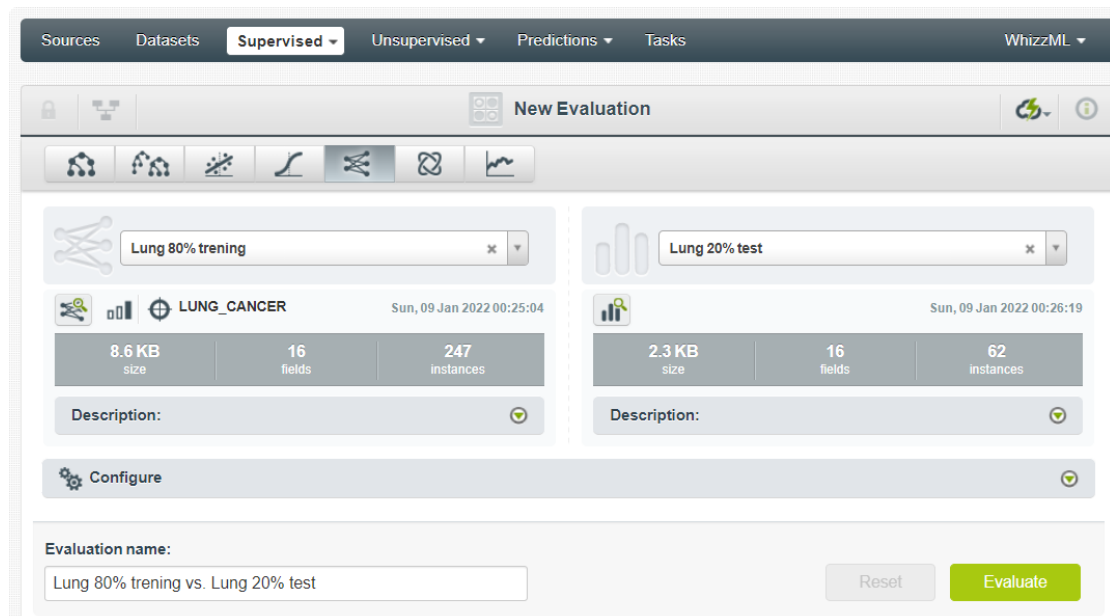 Sources Datasets Supervised Unsupervised Predictions Tasks WhizzML
New Evaluation
Lung 80% trening
Lung 20% test
LUNG_CANCER Sun, 09 Jan 2022 00:25:04
Sun, 09 Jan 2022 00:26:19
8.6 KB 16 247
size fields instances
2.3 KB 16 62
size fields instances
Description:
Description:
Configure
Evaluation name:
Lung 80% trening vs. Lung 20% test
Reset Evaluate